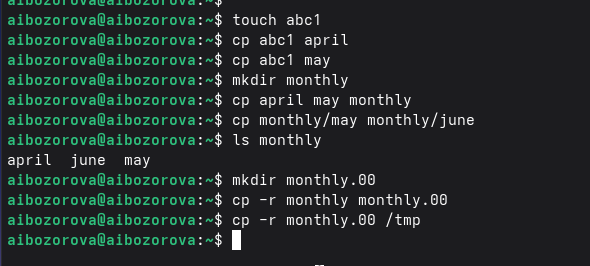 aibozorova@aibozorova:~$
aibozorova@aibozorova:~$ touch abc1
aibozorova@aibozorova:~$ cp abc1 april
aibozorova@aibozorova:~$ cp abc1 may
aibozorova@aibozorova:~$ mkdir monthly
aibozorova@aibozorova:~$ cp april may monthly
aibozorova@aibozorova:~$ cp monthly/may monthly/june
aibozorova@aibozorova:~$ ls monthly
april  june  may
aibozorova@aibozorova:~$ mkdir monthly.00
aibozorova@aibozorova:~$ cp -r monthly monthly.00
aibozorova@aibozorova:~$ cp -r monthly.00 /tmp
aibozorova@aibozorova:~$